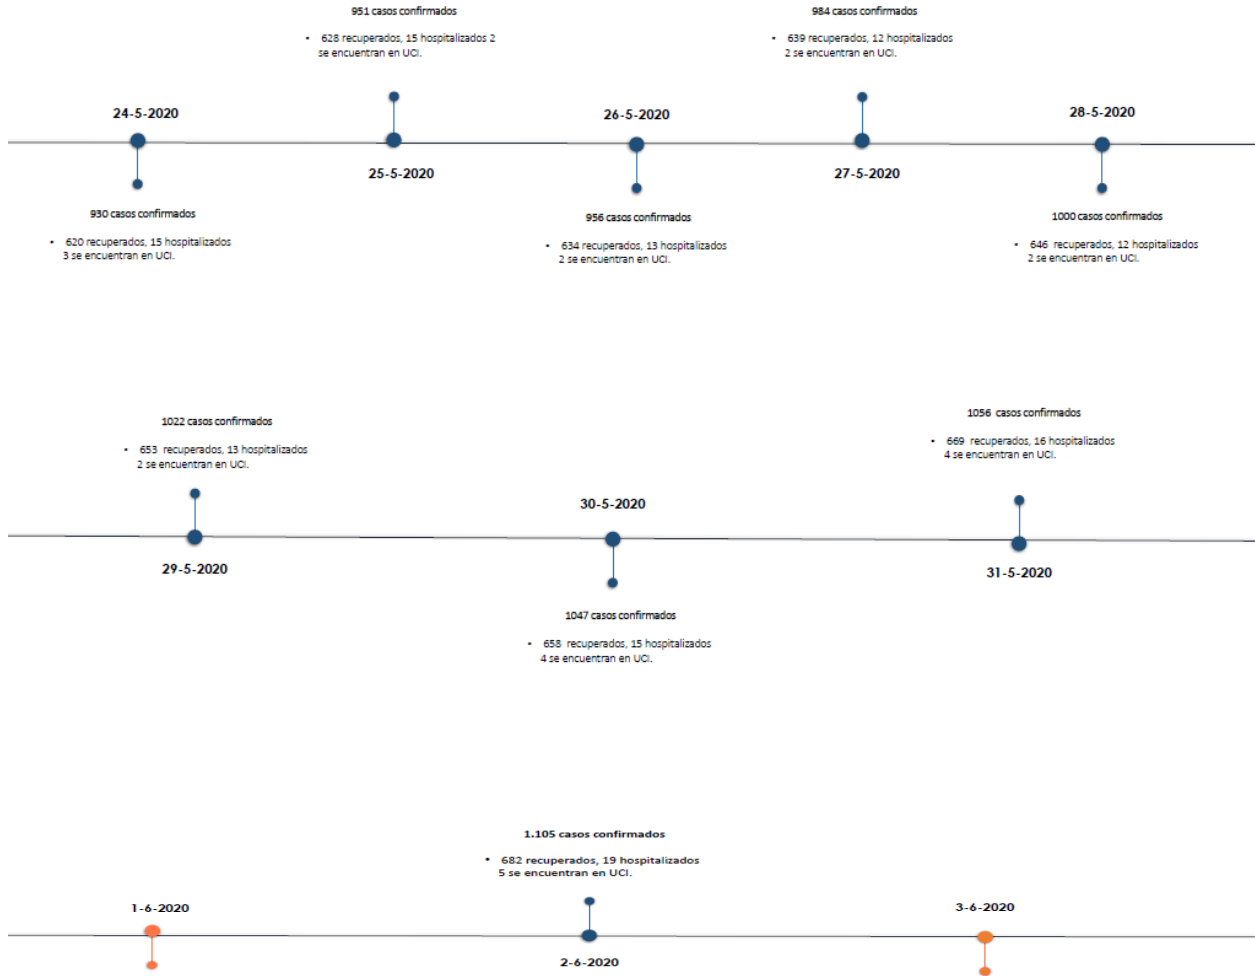 951 casos confirmados
• 628 recuperados, 15 hospitalizados 2
se encuentran en UCI.
984 casos confirmados
• 639 recuperados, 12 hospitalizados
2 se encuentran en UCI.
24-5-2020
26-5-2020
28-5-2020
25-5-2020
27-5-2020
930 casos confirmados
• 620 recuperados, 15 hospitalizados
3 se encuentran en UCI.
956 casos confirmados
• 634 recuperados, 13 hospitalizados
2 se encuentran en UCI.
1000 casos confirmados
• 646 recuperados, 12 hospitalizados
2 se encuentran en UCI.
1022 casos confirmados
• 653 recuperados, 13 hospitalizados
2 se encuentran en UCI.
1056 casos confirmados
• 669 recuperados, 16 hospitalizados
4 se encuentran en UCI.
30-5-2020
29-5-2020
31-5-2020
1047 casos confirmados
• 658 recuperados, 15 hospitalizados
4 se encuentran en UCI.
1.105 casos confirmados
• 682 recuperados, 19 hospitalizados
5 se encuentran en UCI.
1-6-2020
3-6-2020
2-6-2020